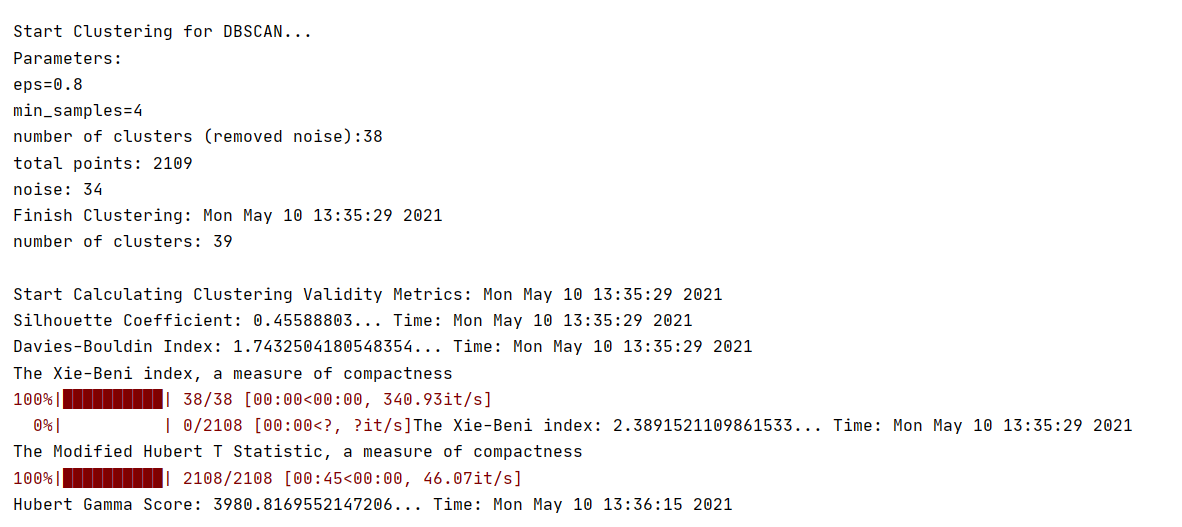 Start Clustering for DBSCAN...
Parameters:
eps=0.8
min_samples=4
number of clusters (removed noise):38
total points: 2109
noise: 34
Finish Clustering: Mon May 10 13:35:29 2021
number of clusters: 39
Start Calculating Clustering Validity Metrics: Mon May 10 13:35:29 2021
Silhouette Coefficient: 0.45588803... Time: Mon May 10 13:35:29 2021
Davies-Bouldin Index: 1.7432504180548354... Time: Mon May 10 13:35:29 2021
The Xie-Beni index, a measure of compactness
100%|██████████| 38/38 [00:00<00:00, 340.93it/s]
0%|          | 0/2108 [00:00<?, ?it/s]The Xie-Beni index: 2.3891521109861533... Time: Mon May 10 13:35:29 2021
The Modified Hubert T Statistic, a measure of compactness
100%|██████████| 2108/2108 [00:45<00:00, 46.07it/s]
Hubert Gamma Score: 3980.8169552147206... Time: Mon May 10 13:36:15 2021